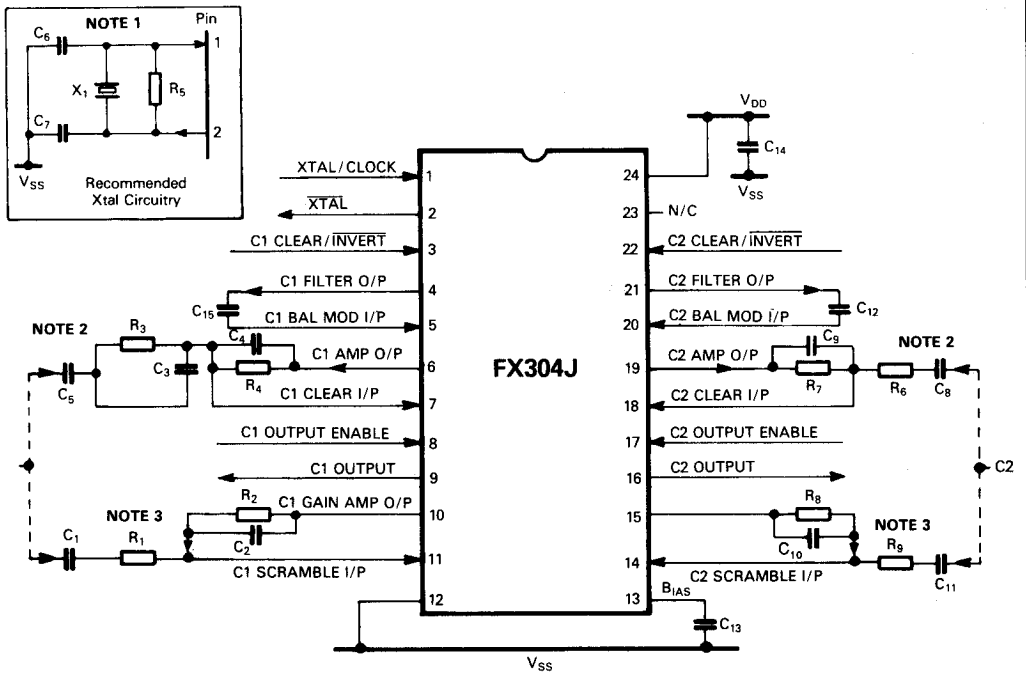 NOTE 1
Pin
C6
1
X1
R5
C7
2
VSS
Recommended
Xtal Circuitry
VDD
C14
VSS
XTAL/CLOCK
1
24
XTAL
2
23
N/C
C1 CLEAR/INVERT
3
22
C2 CLEAR/INVERT
C1 FILTER O/P
4
21
C2 FILTER O/P
C15
C12
C1 BAL MOD I/P
5
20
C2 BAL MOD I/P
NOTE 2
R3
C4
C9
NOTE 2
C3
C1 AMP O/P
6
FX304J
19
C2 AMP O/P
C5
R4
R7
R6
C8
C1 CLEAR I/P
7
18
C2 CLEAR I/P
C1 OUTPUT ENABLE
8
17
C2 OUTPUT ENABLE
C2
C1 OUTPUT
9
16
C2 OUTPUT
R2
C1 GAIN AMP O/P
10
15
R8
NOTE 3
C2
C10
NOTE 3
C1
R1
11
14
R9
C11
C1 SCRAMBLE I/P
C2 SCRAMBLE I/P
12
13
BIAS
C13
VSS